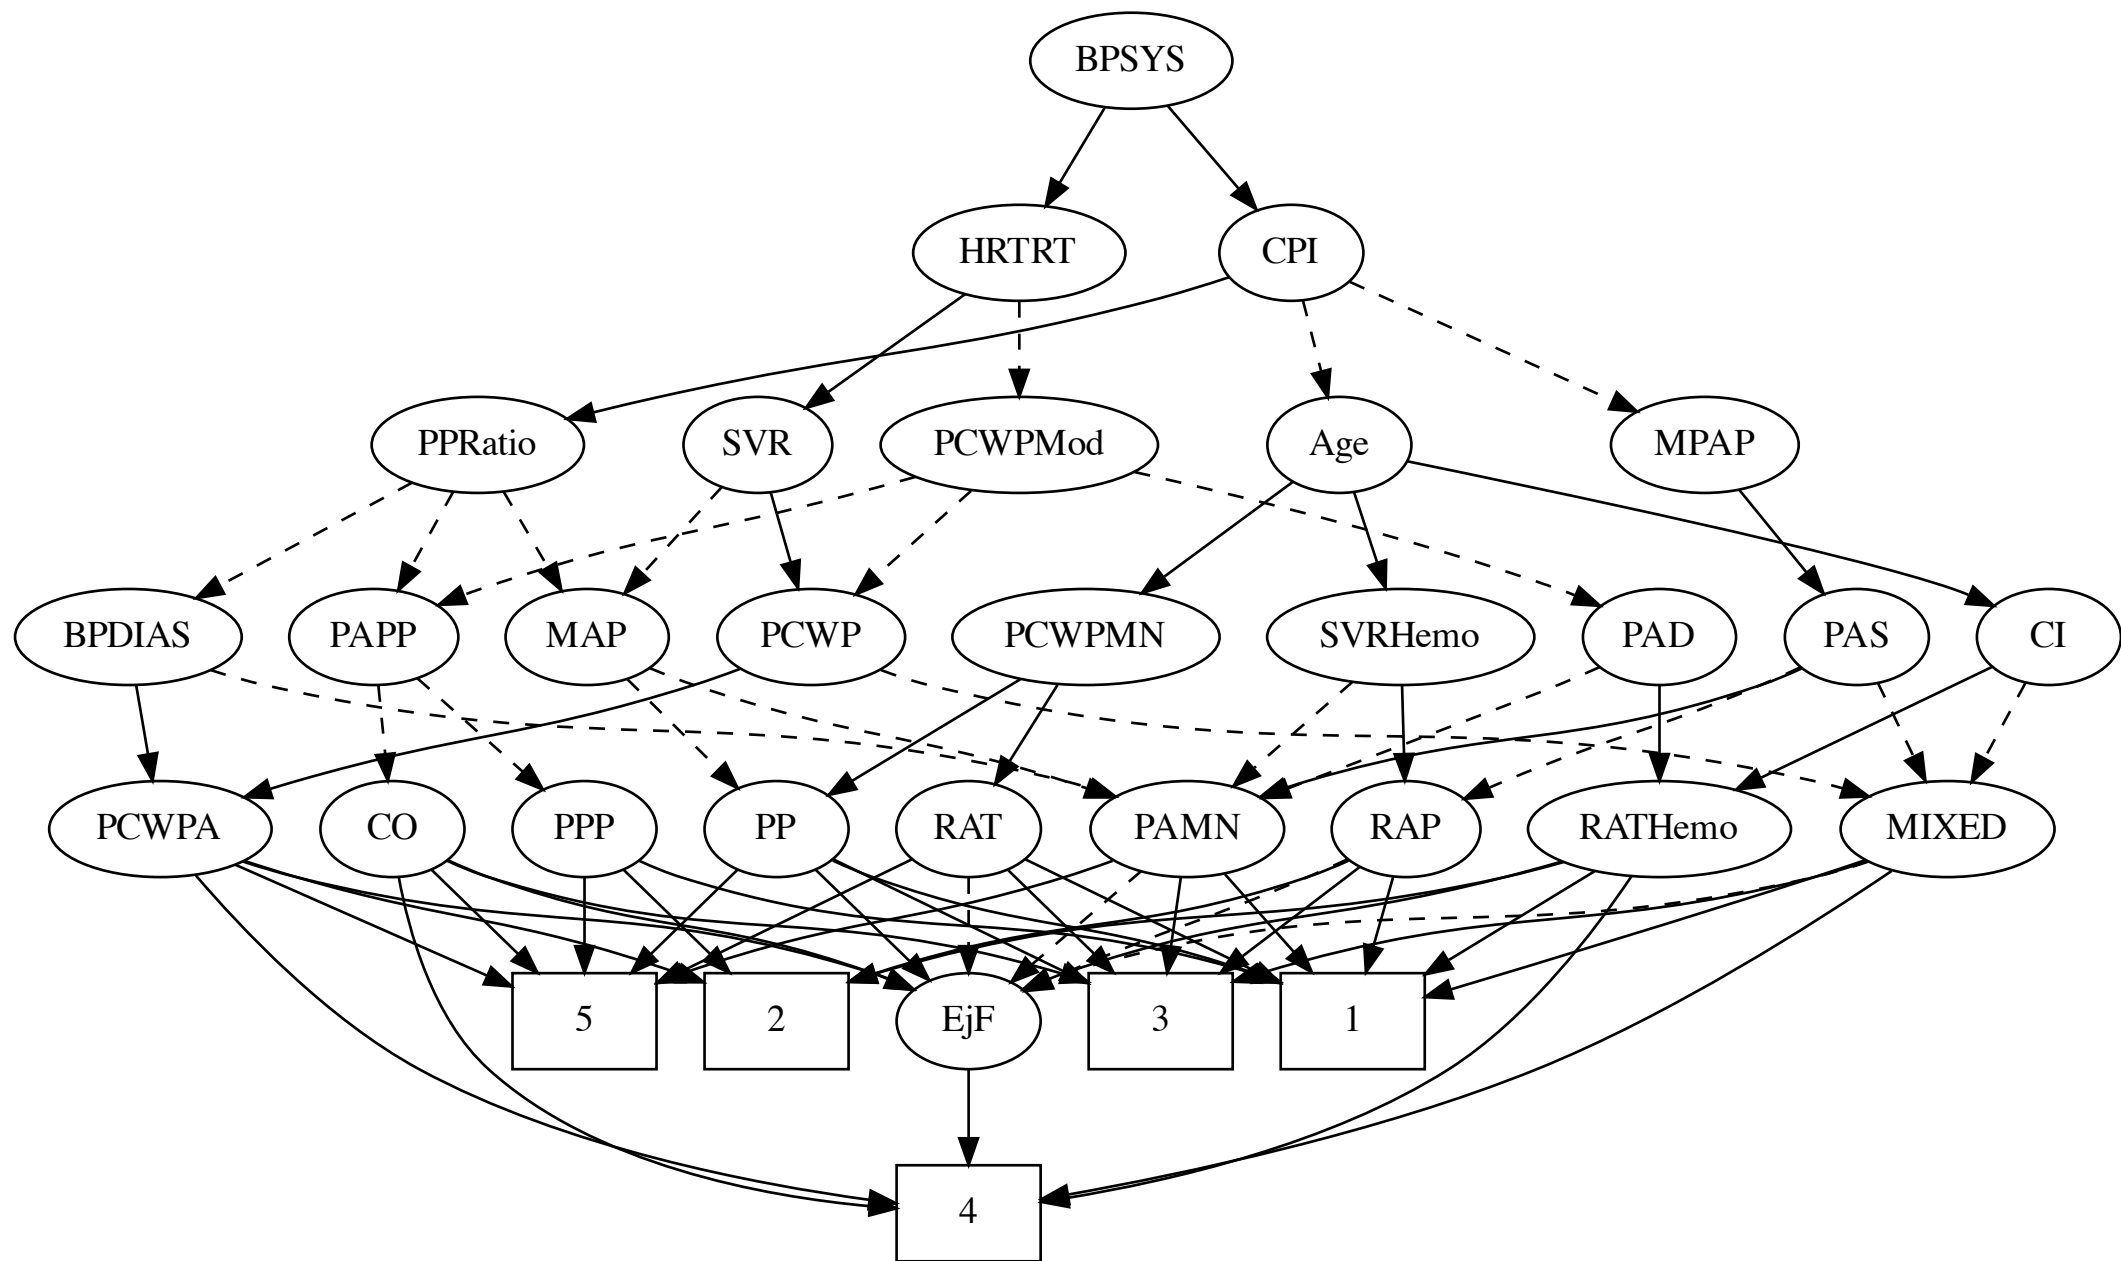 BPSYS
HRTRT
CPI
PPRatio
SVR
PCWPMod
Age
MPAP
BPDIAS
PAPP
MAP
PCWP
PCWPMN
SVRHemo
PAD
PAS
CI
PCWPA
CO
PPP
PP
RAT
PAMN
RAP
RATHemo
MIXED
5
2
EjF
3
1
4